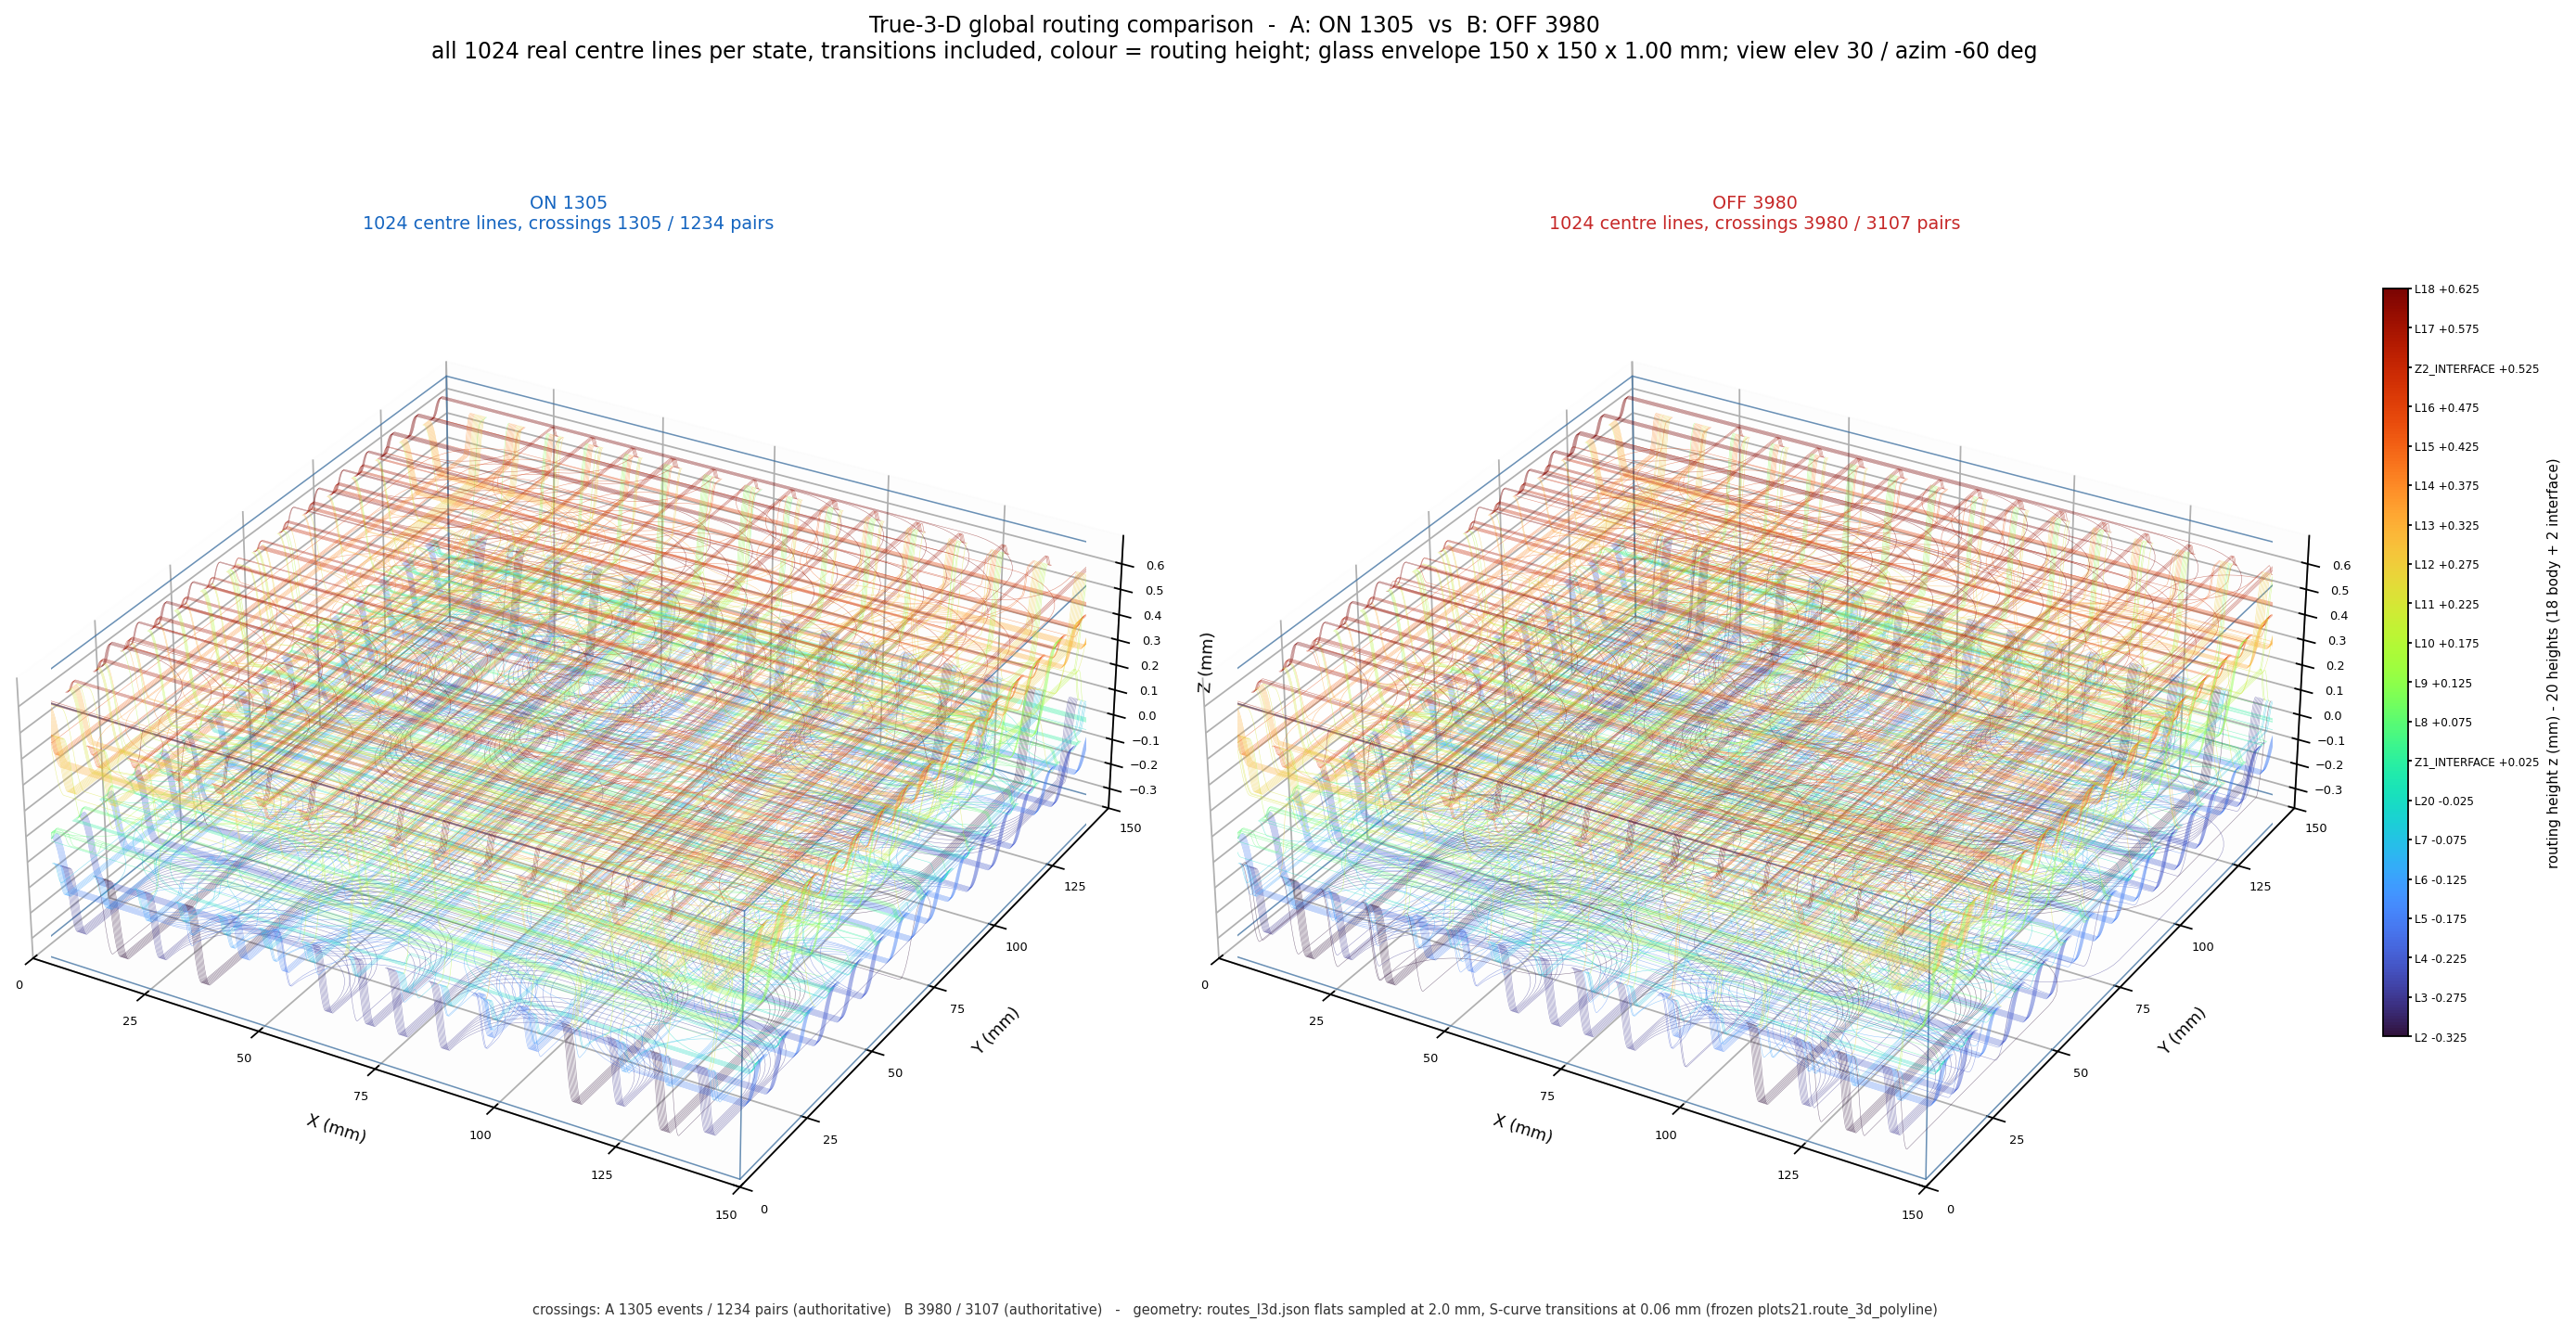 True-3-D global routing comparison - A: ON 1305 vs B: OFF 3980
all 1024 real centre lines per state, transitions included, colour = routing height; glass envelope 150 x 150 x 1.00 mm; view elev 30 / azim -60 deg
ON 1305
1024 centre lines, crossings 1305 / 1234 pairs
0.6
0.5
0.4
0.3
0.2
0.1
0.0
−0.1
−0.2
−0.3
Z (mm)
150
125
100
75
50
25
0
Y (mm)
0
25
50
75
100
125
150
X (mm)
OFF 3980
1024 centre lines, crossings 3980 / 3107 pairs
0.6
0.5
0.4
0.3
0.2
0.1
0.0
−0.1
−0.2
−0.3
150
125
100
75
50
25
0
Y (mm)
0
25
50
75
100
125
150
X (mm)
L18 +0.625
L17 +0.575
Z2_INTERFACE +0.525
L16 +0.475
L15 +0.425
L14 +0.375
L13 +0.325
L12 +0.275
L11 +0.225
L10 +0.175
L9 +0.125
L8 +0.075
Z1_INTERFACE +0.025
L20 -0.025
L7 -0.075
L6 -0.125
L5 -0.175
L4 -0.225
L3 -0.275
L2 -0.325
routing height z (mm) - 20 heights (18 body + 2 interface)
crossings: A 1305 events / 1234 pairs (authoritative) B 3980 / 3107 (authoritative) - geometry: routes_l3d.json flats sampled at 2.0 mm, S-curve transitions at 0.06 mm (frozen plots21.route_3d_polyline)